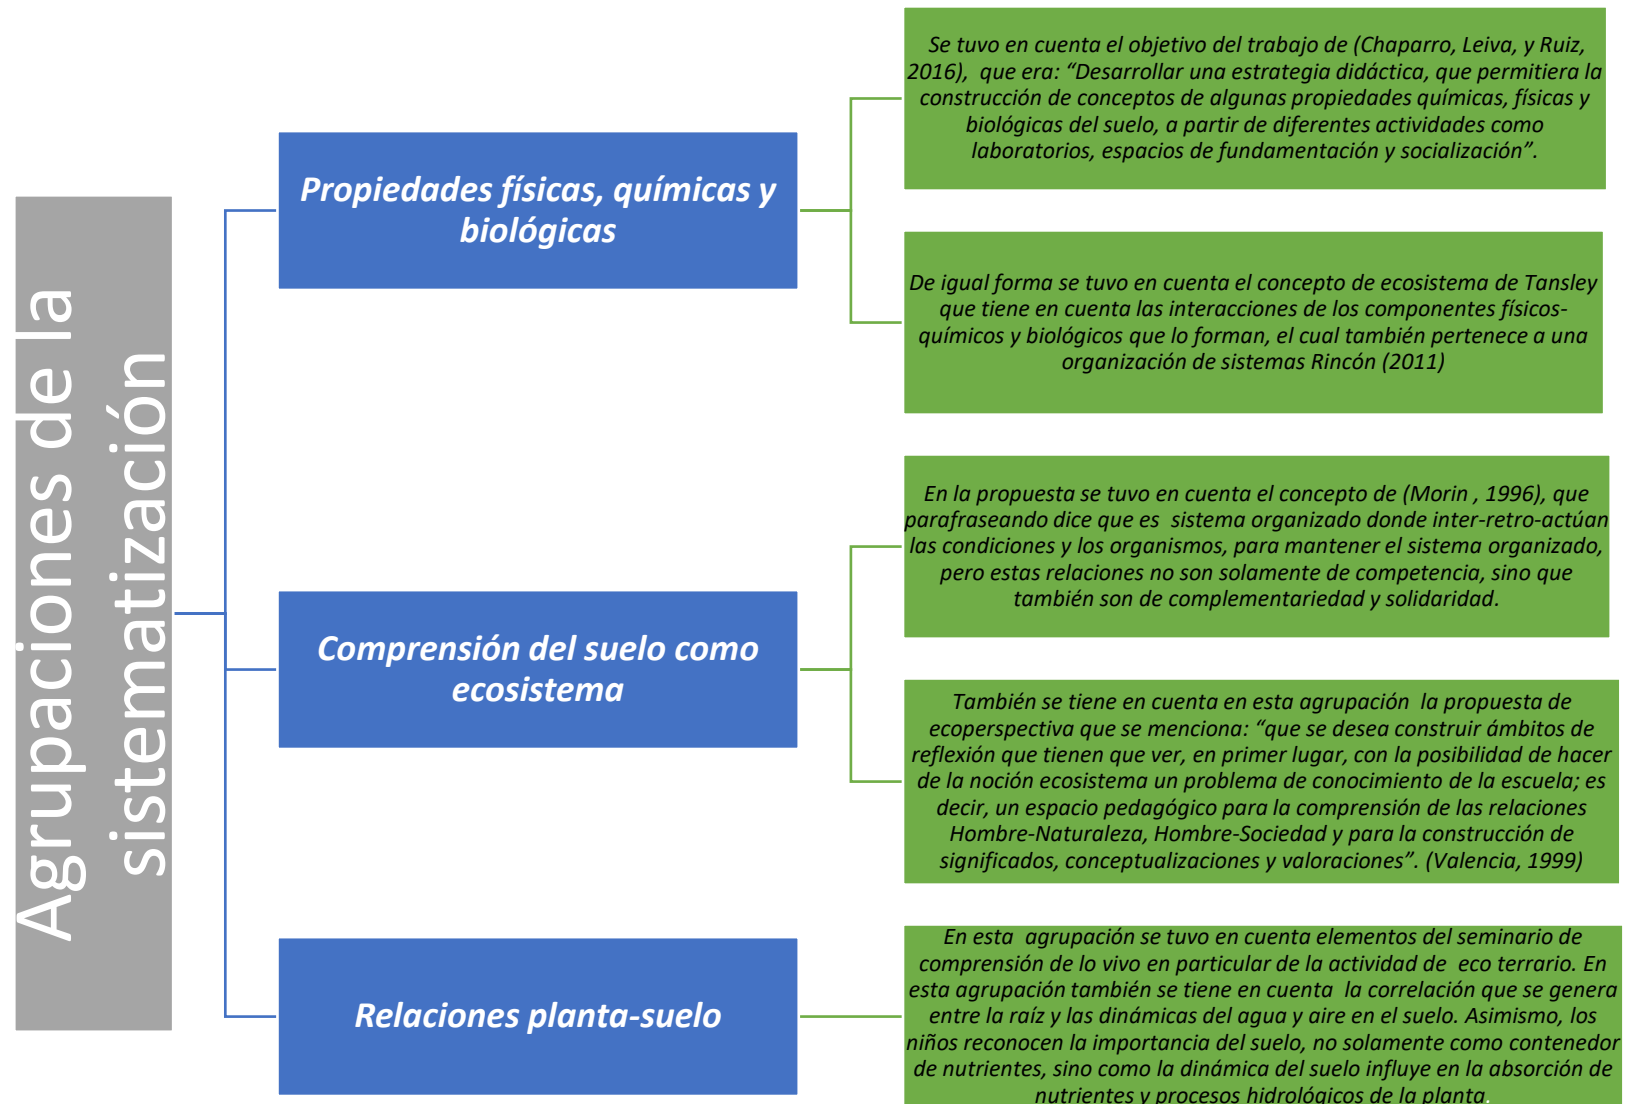 Agrupaciones de la
sistematización
Propiedades físicas, químicas y
biológicas
Se tuvo en cuenta el objetivo del trabajo de (Chaparro, Leiva, y Ruiz,
2016),  que era: “Desarrollar una estrategia didáctica, que permitiera la
construcción de conceptos de algunas propiedades químicas, físicas y
biológicas del suelo, a partir de diferentes actividades como
laboratorios, espacios de fundamentación y socialización”.
De igual forma se tuvo en cuenta el concepto de ecosistema de Tansley
que tiene en cuenta las interacciones de los componentes físicos-
químicos y biológicos que lo forman, el cual también pertenece a una
organización de sistemas Rincón (2011)
Comprensión del suelo como
ecosistema
En la propuesta se tuvo en cuenta el concepto de (Morin , 1996), que
parafraseando dice que es  sistema organizado donde inter-retro-actúan
las condiciones y los organismos, para mantener el sistema organizado,
pero estas relaciones no son solamente de competencia, sino que
también son de complementariedad y solidaridad.
También se tiene en cuenta en esta agrupación  la propuesta de
ecoperspectiva que se menciona: “que se desea construir ámbitos de
reflexión que tienen que ver, en primer lugar, con la posibilidad de hacer
de la noción ecosistema un problema de conocimiento de la escuela; es
decir, un espacio pedagógico para la comprensión de las relaciones
Hombre-Naturaleza, Hombre-Sociedad y para la construcción de
significados, conceptualizaciones y valoraciones”. (Valencia, 1999)
Relaciones planta-suelo
En esta  agrupación se tuvo en cuenta elementos del seminario de
comprensión de lo vivo en particular de la actividad de  eco terrario. En
esta agrupación también se tiene en cuenta  la correlación que se genera
entre la raíz y las dinámicas del agua y aire en el suelo. Asimismo, los
niños reconocen la importancia del suelo, no solamente como contenedor
de nutrientes, sino como la dinámica del suelo influye en la absorción de
nutrientes y procesos hidrológicos de la planta.